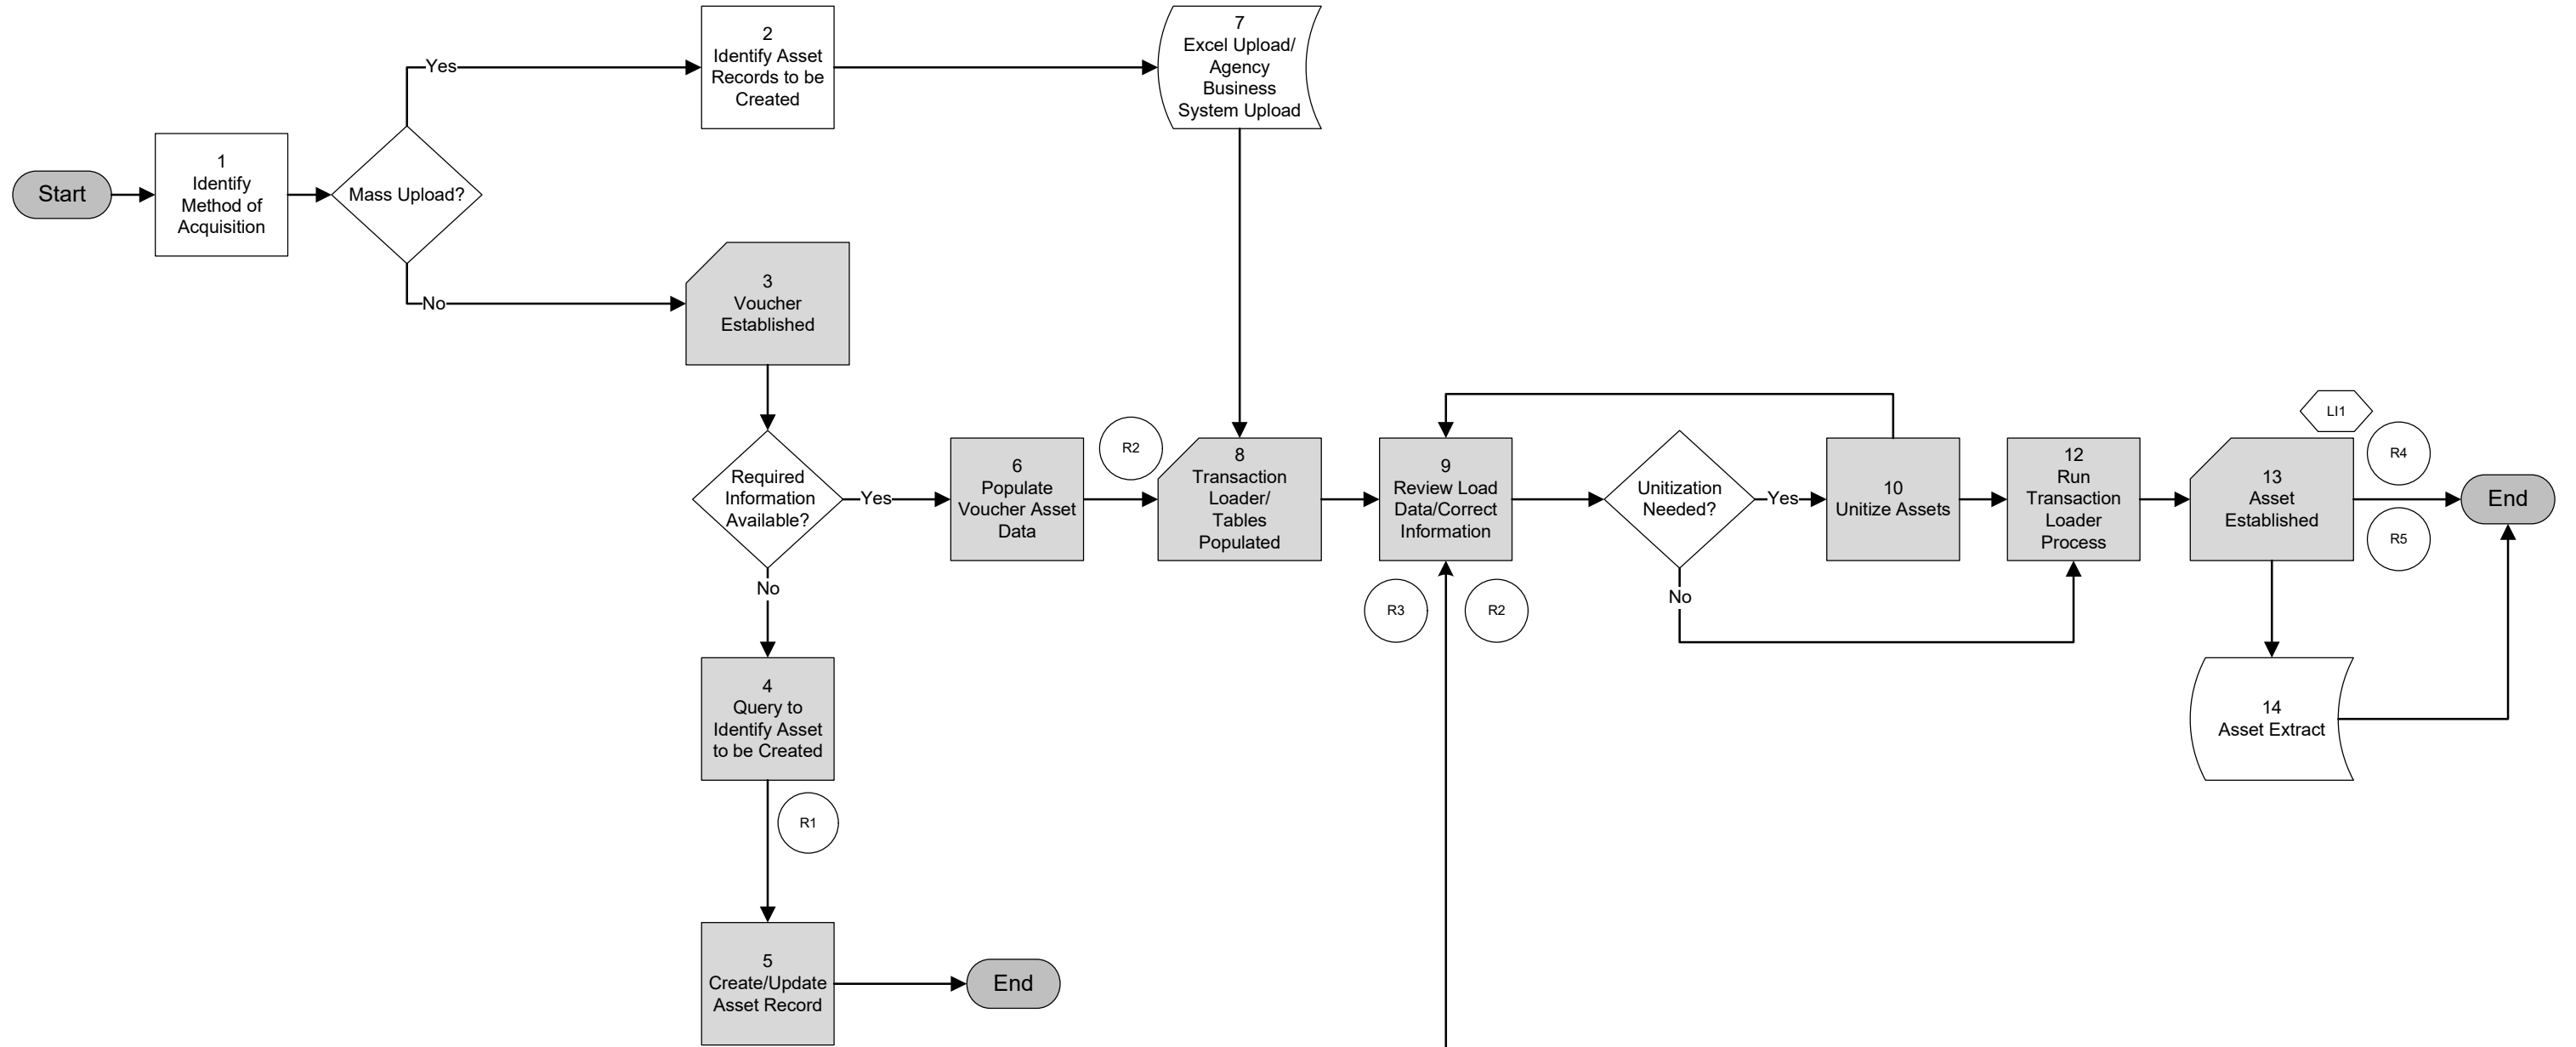 Start
1
Identify
Method of
Acquisition
Mass Upload?
Yes
2
Identify Asset
Records to be
Created
7
Excel Upload/
Agency
Business
System Upload
No
3
Voucher
Established
Required
Information
Available?
Yes
6
Populate
Voucher Asset
Data
R2
8
Transaction
Loader/
Tables
Populated
9
Review Load
Data/Correct
Information
R3
R2
Unitization
Needed?
Yes
No
10
Unitize Assets
12
Run
Transaction
Loader
Process
LI1
R4
13
Asset
Established
R5
End
14
Asset Extract
No
4
Query to
Identify Asset
to be Created
R1
5
Create/Update
Asset Record
End